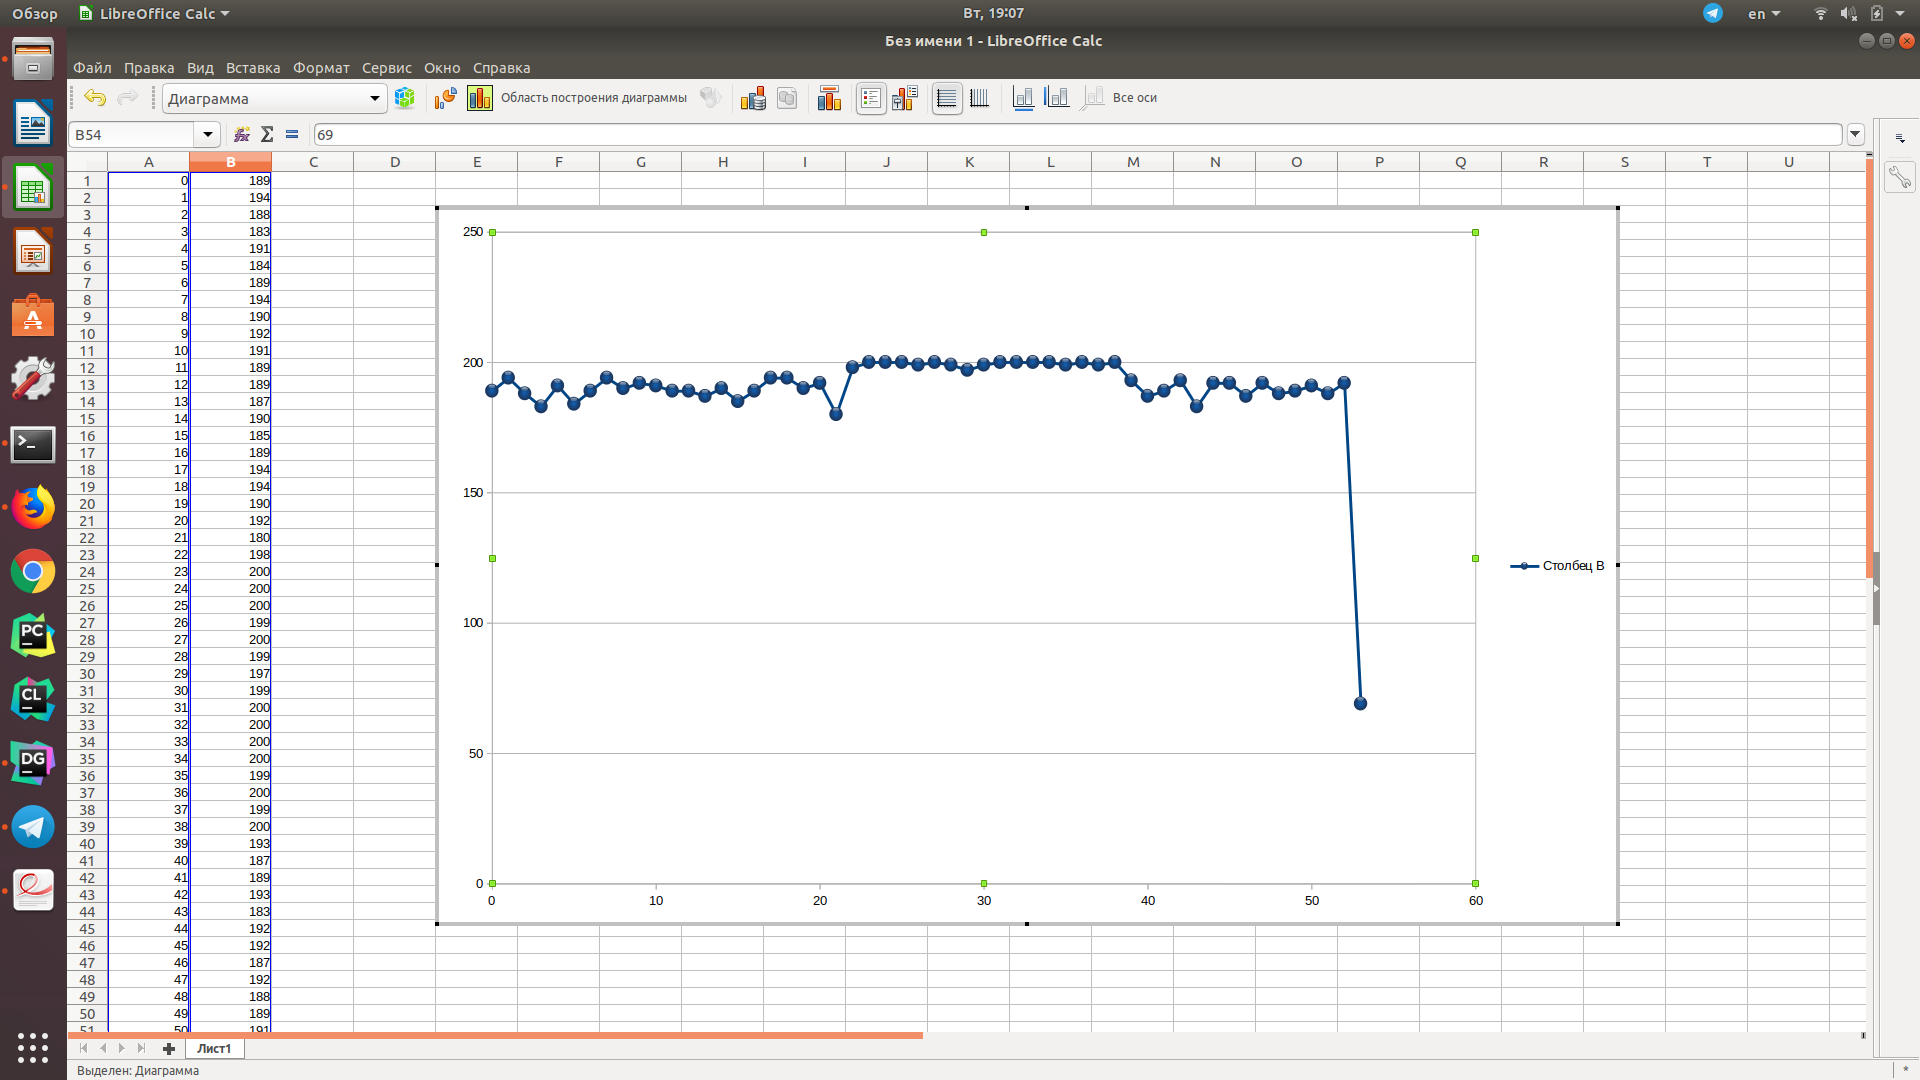 Обзор LibreOffice Calc Вт, 19:07 en
Без имени 1 - LibreOffice Calc
Файл Правка Вид Вставка Формат Сервис Окно Справка
Диаграмма Область построения диаграммы Все оси
B54 69
A B C D E F G H I J K L M N O P Q R S T U
1 0 189
2 1 194
3 2 188
4 3 183
5 4 191
6 5 184
7 6 189
8 7 194
9 8 190
10 9 192
11 10 191
12 11 189
13 12 189
14 13 187
15 14 190
16 15 185
17 16 189
18 17 194
19 18 194
20 19 190
21 20 192
22 21 180
23 22 198
24 23 200
25 24 200
26 25 200
27 26 199
28 27 200
29 28 199
30 29 197
31 30 199
32 31 200
33 32 200
34 33 200
35 34 200
36 35 199
37 36 200
38 37 199
39 38 200
40 39 193
41 40 187
42 41 189
43 42 193
44 43 183
45 44 192
46 45 192
47 46 187
48 47 192
49 48 188
50 49 189
51 50 191
250
200
150
100
50
0
0 10 20 30 40 50 60
Столбец B
PC
CL
DG
Лист1
Выделен: Диаграмма